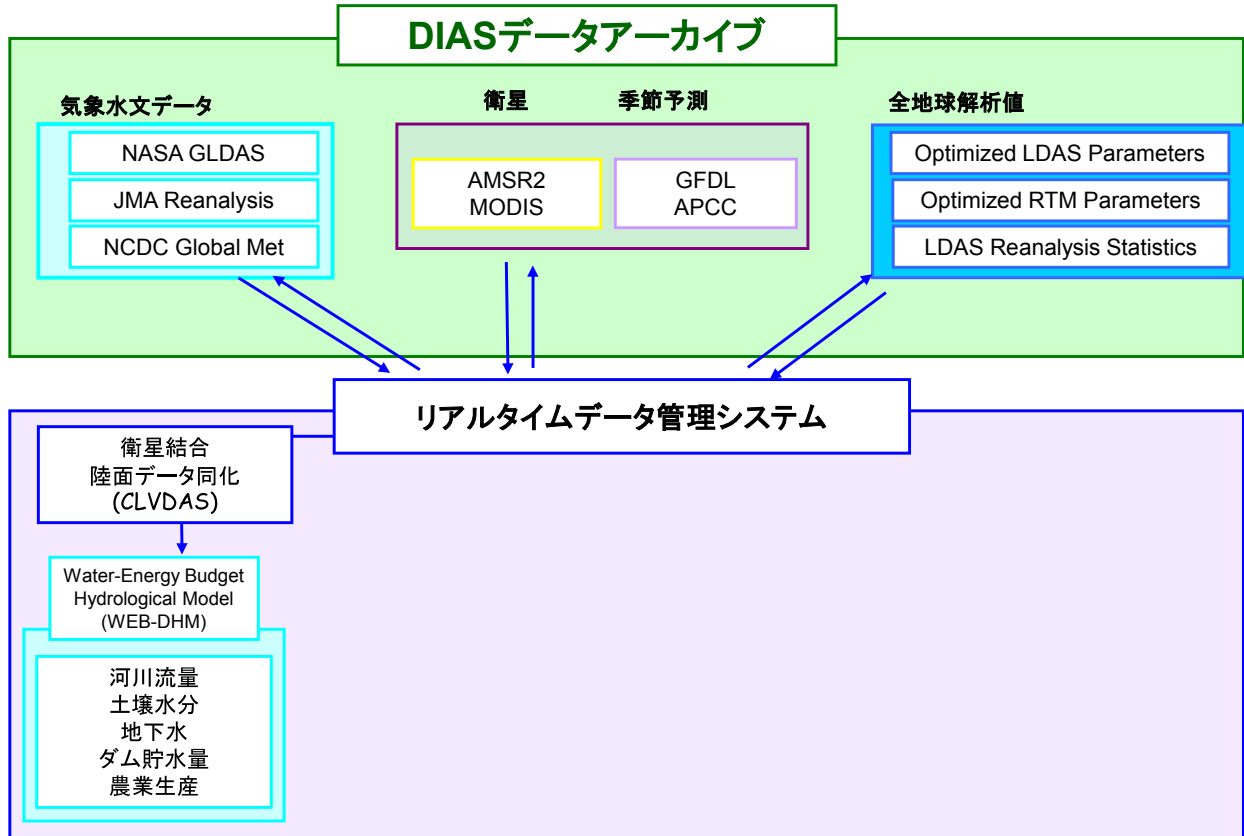 DIASデータアーカイブ
気象水文データ
NASA GLDAS
JMA Reanalysis
NCDC Global Met
衛星
季節予測
AMSR2
MODIS
GFDL
APCC
全地球解析値
Optimized LDAS Parameters
Optimized RTM Parameters
LDAS Reanalysis Statistics
リアルタイムデータ管理システム
衛星結合
陸面データ同化
(CLVDAS)
Water-Energy Budget
Hydrological Model
(WEB-DHM)
河川流量
土壌水分
地下水
ダム貯水量
農業生産